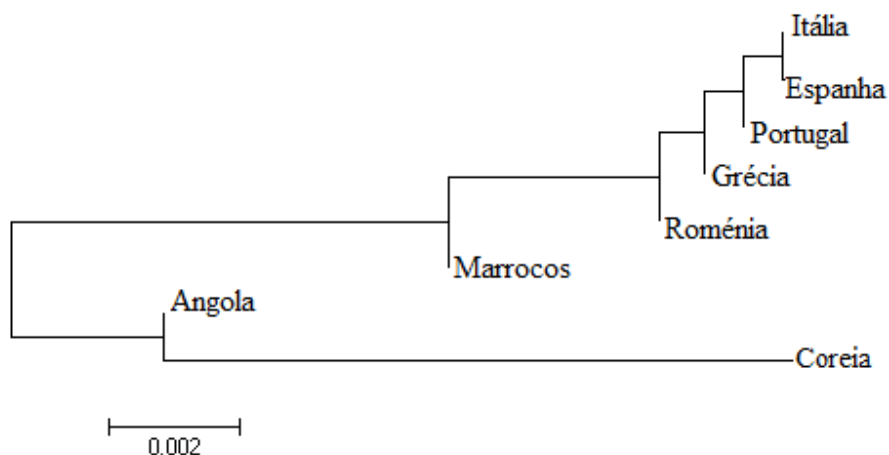 Itália
Espanha
Portugal
Grécia
Roménia
Marrocos
Angola
Coreia
0.002